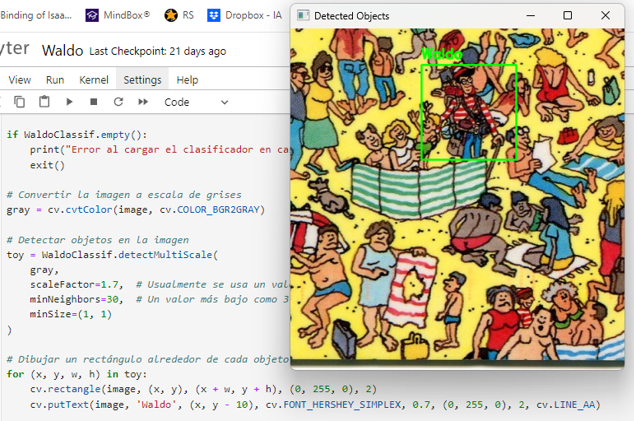 Binding of Isaa...
MindBox®
RS
Dropbox - IA
Detected Objects
Waldo
Last Checkpoint: 21 days ago
View
Run
Kernel
Settings
Help
Code
if WaldoClassif.empty():
print("Error al cargar el clasificador en
exit()
# Convertir la imagen a escala de grises
gray = cv.cvtColor(image, cv.COLOR_BGR2GRAY)
# Detectar objetos en la imagen
toy = WaldoClassif.detectMultiScale(
gray,
scaleFactor=1.7, # Usualmente se usa un
minNeighbors=30, # Un valor más bajo como 3
minSize=(1, 1)
)
# Dibujar un rectángulo alrededor de cada objeto
for (x, y, w, h) in toy:
cv.rectangle(image, (x, y), (x + w, y + h), (0, 255, 0), 2)
cv.putText(image, 'Waldo', (x, y - 10), cv.FONT_HERSHEY_SIMPLEX, 0.7, (0, 255, 0), 2, cv.LINE_AA)
Waldo